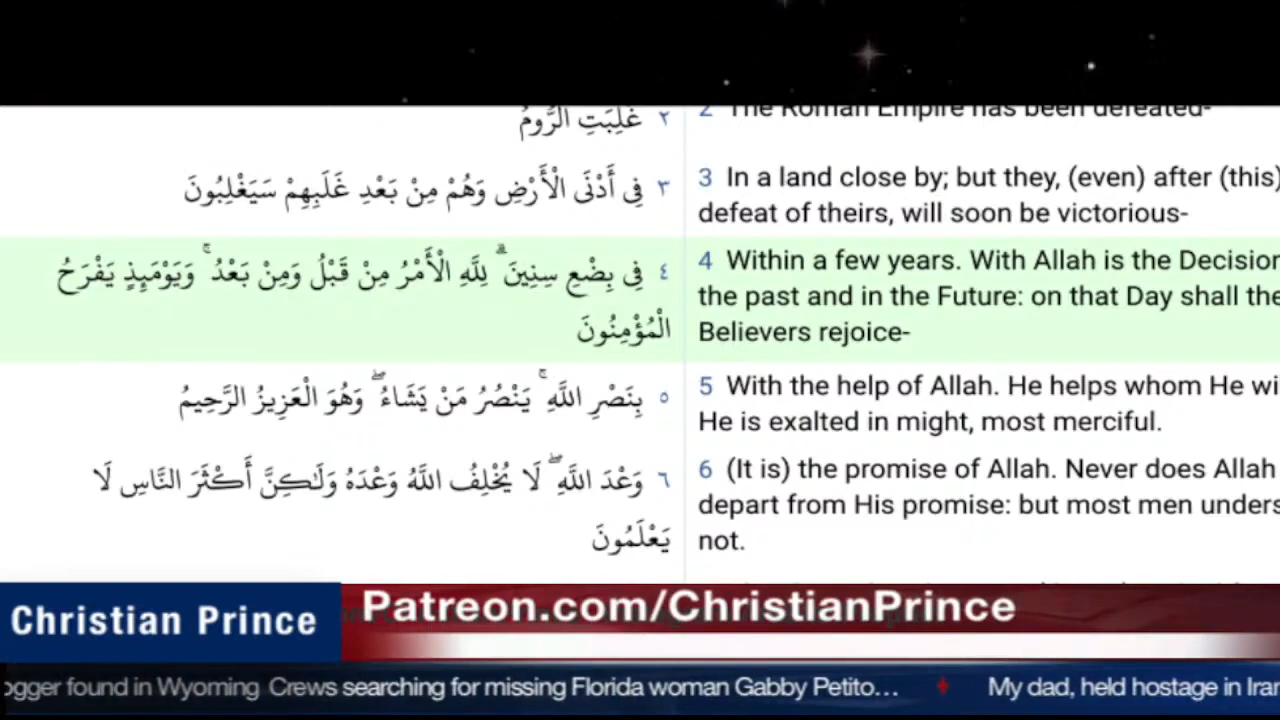 غُلِبَتِ الرُّومُ ٢
2 The Roman Empire has been defeated-
فِى أَدْنَى الْأَرْضِ وَهُمْ مِنْ بَعْدِ غَلَبِهِمْ سَيَغْلِبُونَ ٣
3 In a land close by; but they, (even) after (this)
defeat of theirs, will soon be victorious-
فِى بِضْعِ سِنِينَ ۗ لِلَّهِ الْأَمْرُ مِنْ قَبْلُ وَمِنْ بَعْدُ ۚ وَيَوْمَئِذٍ يَفْرَحُ ٤
الْمُؤْمِنُونَ
4 Within a few years. With Allah is the Decision
the past and in the Future: on that Day shall the
Believers rejoice-
بِنَصْرِ اللَّهِ ۚ يَنْصُرُ مَنْ يَشَاءُ ۖ وَهُوَ الْعَزِيزُ الرَّحِيمُ ٥
5 With the help of Allah. He helps whom He wi
He is exalted in might, most merciful.
وَعْدَ اللَّهِ ۖ لَا يُخْلِفُ اللَّهُ وَعْدَهُ وَلَٰكِنَّ أَكْثَرَ النَّاسِ لَا ٦
يَعْلَمُونَ
6 (It is) the promise of Allah. Never does Allah
depart from His promise: but most men unders
not.
Christian Prince
Patreon.com/ChristianPrince
ogger found in Wyoming Crews searching for missing Florida woman Gabby Petito… My dad, held hostage in Iran